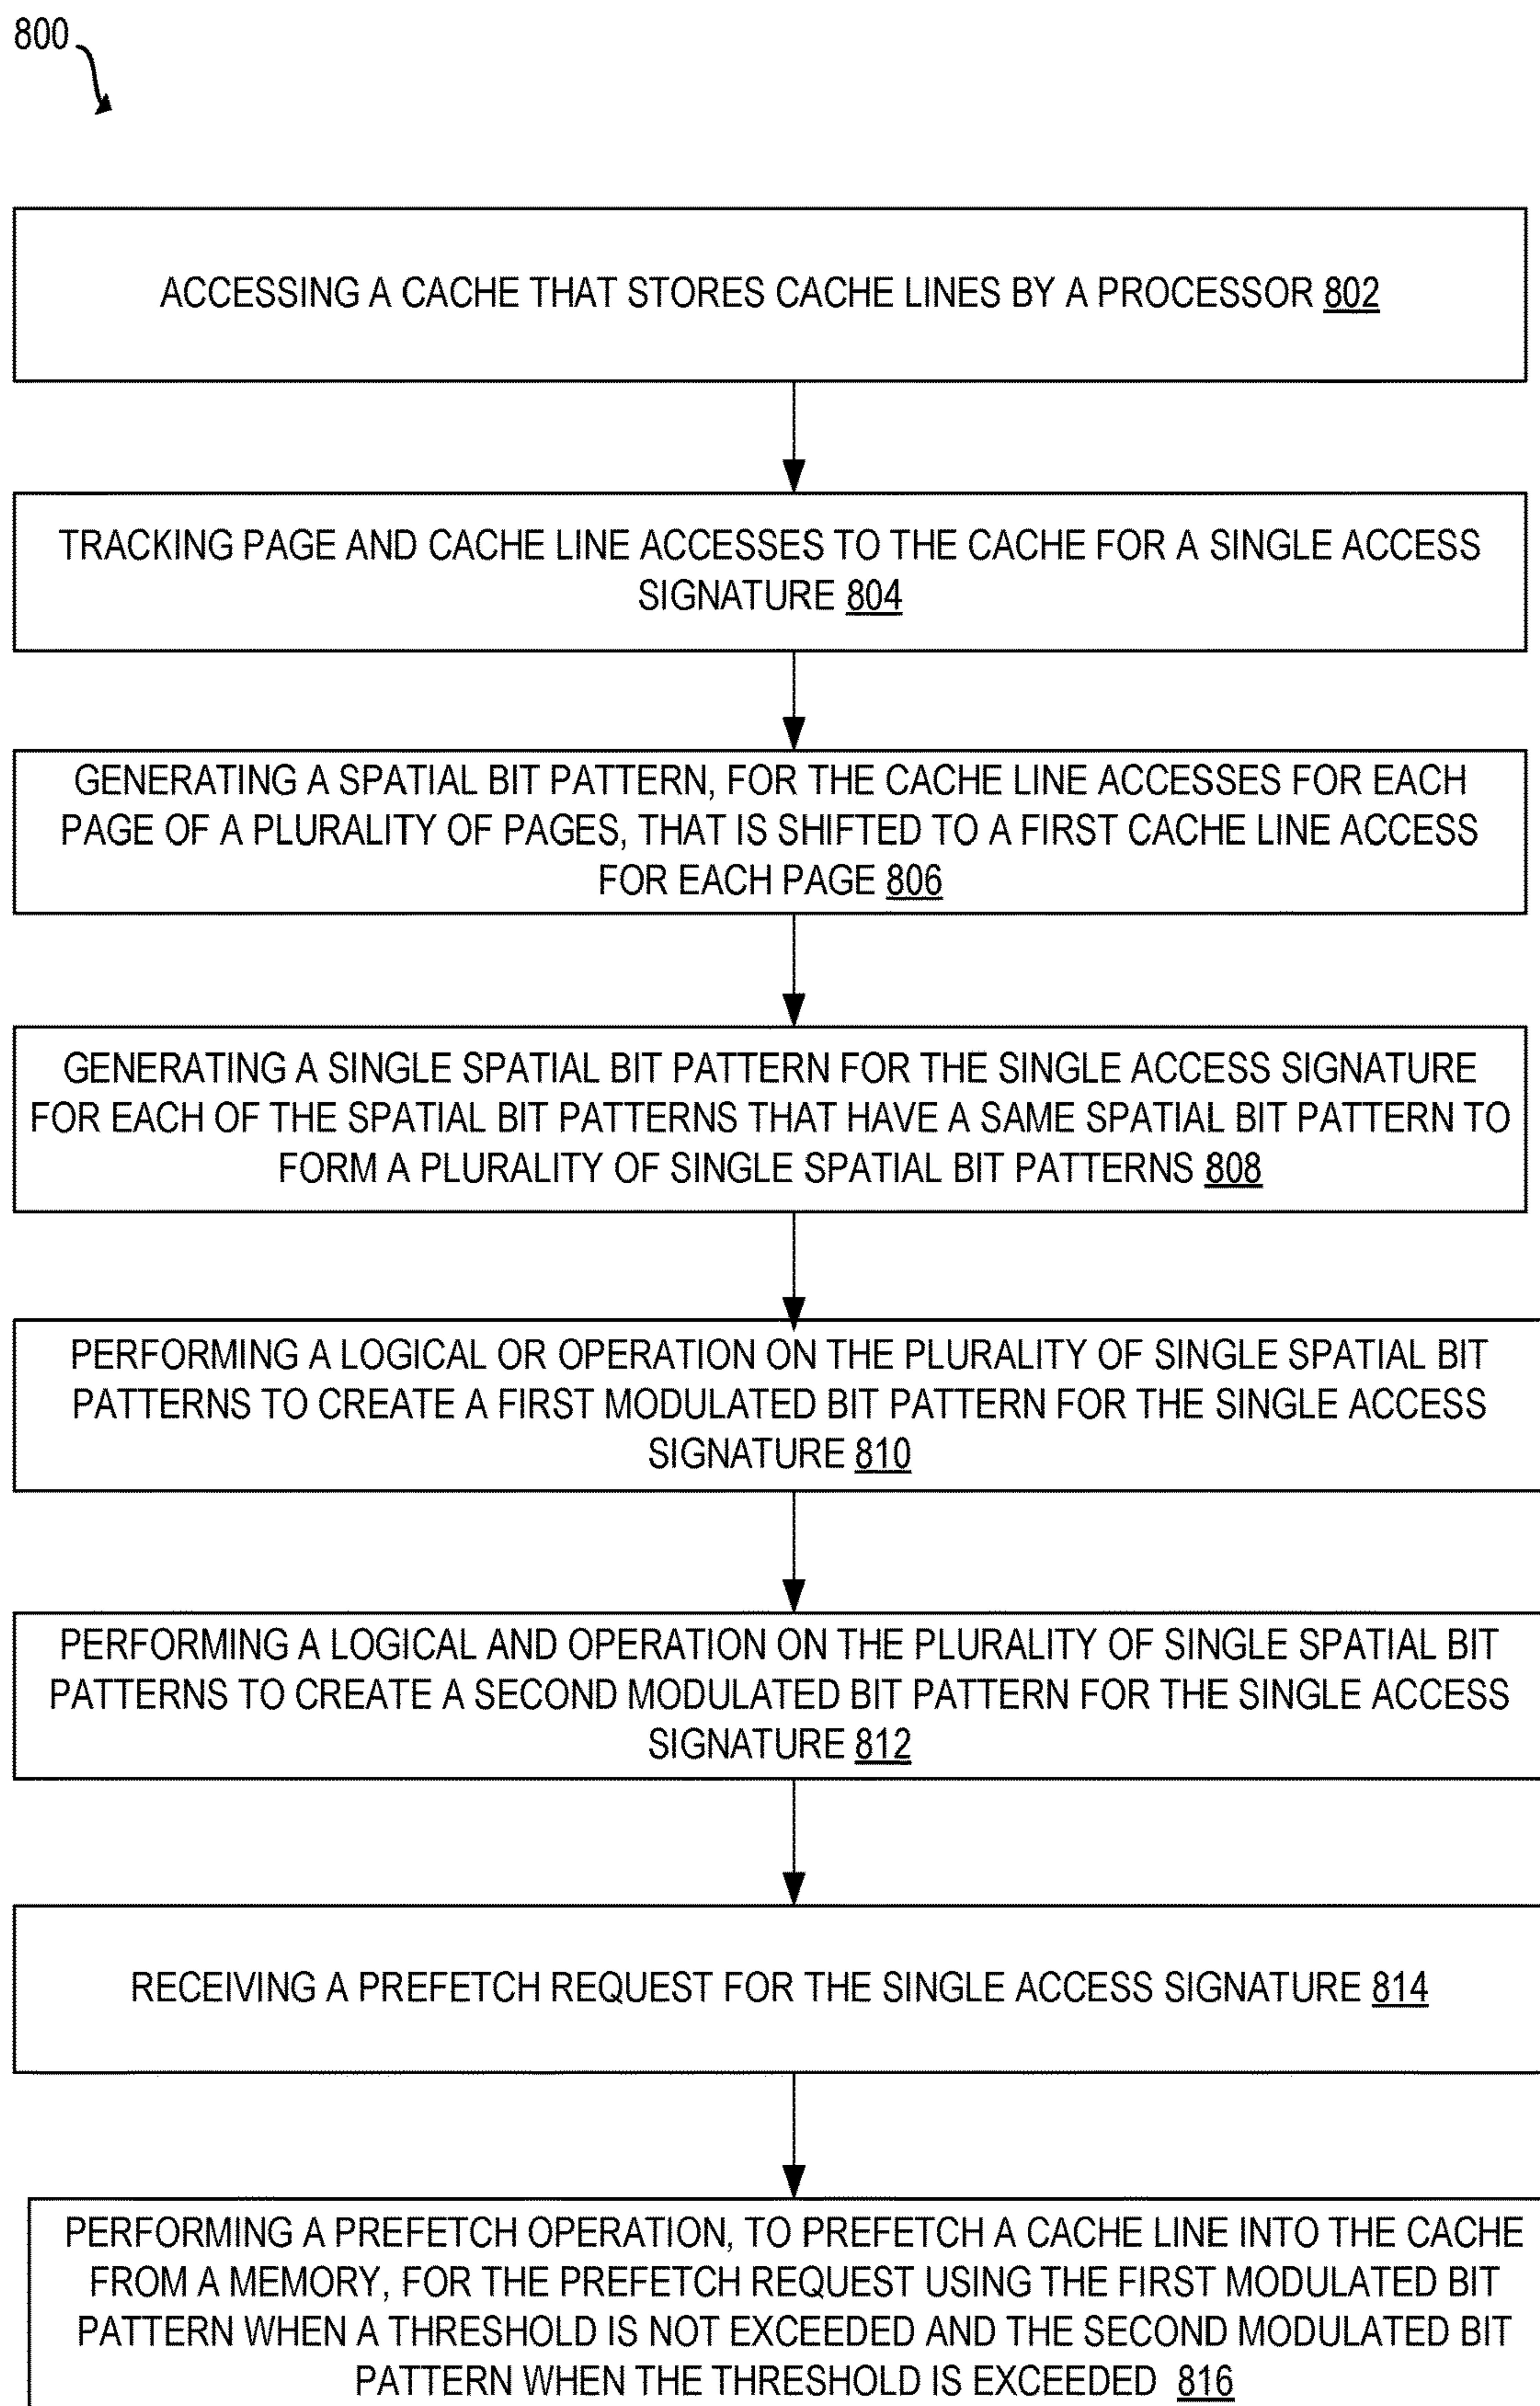 800
ACCESSING A CACHE THAT STORES CACHE LINES BY A PROCESSOR 802
TRACKING PAGE AND CACHE LINE ACCESSES TO THE CACHE FOR A SINGLE ACCESS
SIGNATURE 804
GENERATING A SPATIAL BIT PATTERN, FOR THE CACHE LINE ACCESSES FOR EACH
PAGE OF A PLURALITY OF PAGES, THAT IS SHIFTED TO A FIRST CACHE LINE ACCESS
FOR EACH PAGE 806
GENERATING A SINGLE SPATIAL BIT PATTERN FOR THE SINGLE ACCESS SIGNATURE
FOR EACH OF THE SPATIAL BIT PATTERNS THAT HAVE A SAME SPATIAL BIT PATTERN TO
FORM A PLURALITY OF SINGLE SPATIAL BIT PATTERNS 808
PERFORMING A LOGICAL OR OPERATION ON THE PLURALITY OF SINGLE SPATIAL BIT
PATTERNS TO CREATE A FIRST MODULATED BIT PATTERN FOR THE SINGLE ACCESS
SIGNATURE 810
PERFORMING A LOGICAL AND OPERATION ON THE PLURALITY OF SINGLE SPATIAL BIT
PATTERNS TO CREATE A SECOND MODULATED BIT PATTERN FOR THE SINGLE ACCESS
SIGNATURE 812
RECEIVING A PREFETCH REQUEST FOR THE SINGLE ACCESS SIGNATURE 814
PERFORMING A PREFETCH OPERATION, TO PREFETCH A CACHE LINE INTO THE CACHE
FROM A MEMORY, FOR THE PREFETCH REQUEST USING THE FIRST MODULATED BIT
PATTERN WHEN A THRESHOLD IS NOT EXCEEDED AND THE SECOND MODULATED BIT
PATTERN WHEN THE THRESHOLD IS EXCEEDED 816